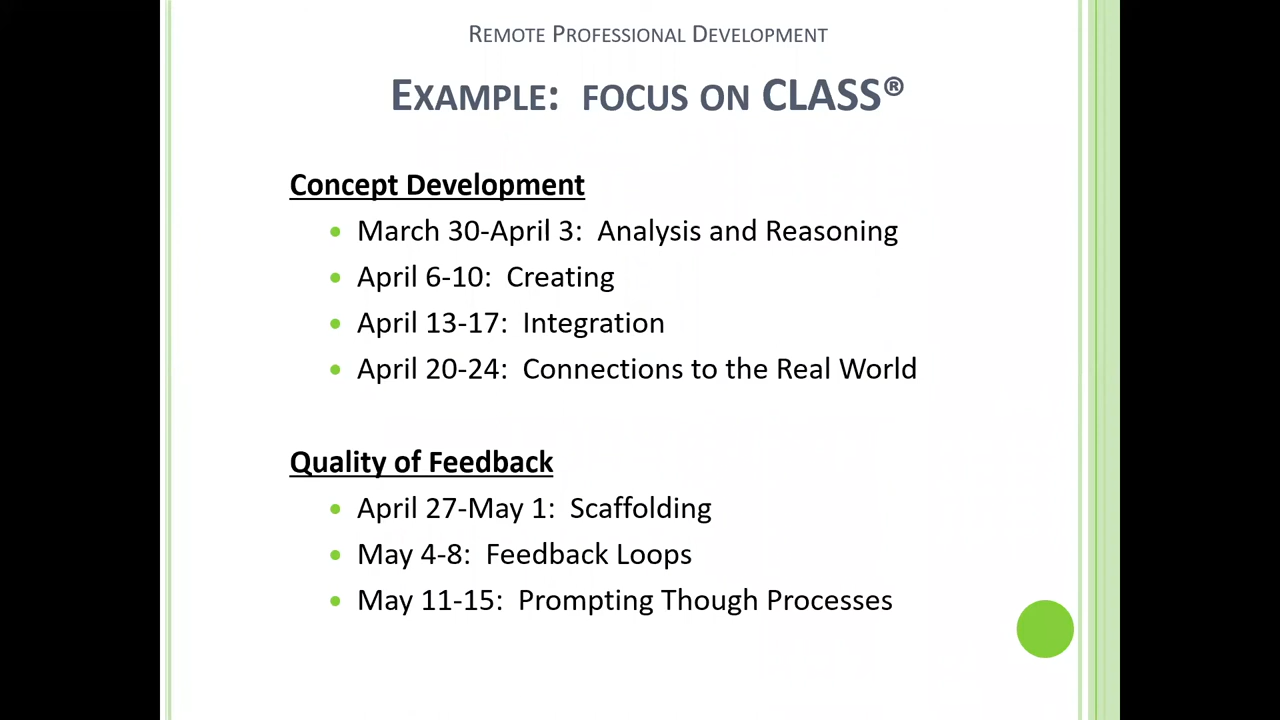 Remote Professional Development
Example: focus on CLASS®
Concept Development
• March 30-April 3: Analysis and Reasoning
• April 6-10: Creating
• April 13-17: Integration
• April 20-24: Connections to the Real World
Quality of Feedback
• April 27-May 1: Scaffolding
• May 4-8: Feedback Loops
• May 11-15: Prompting Though Processes